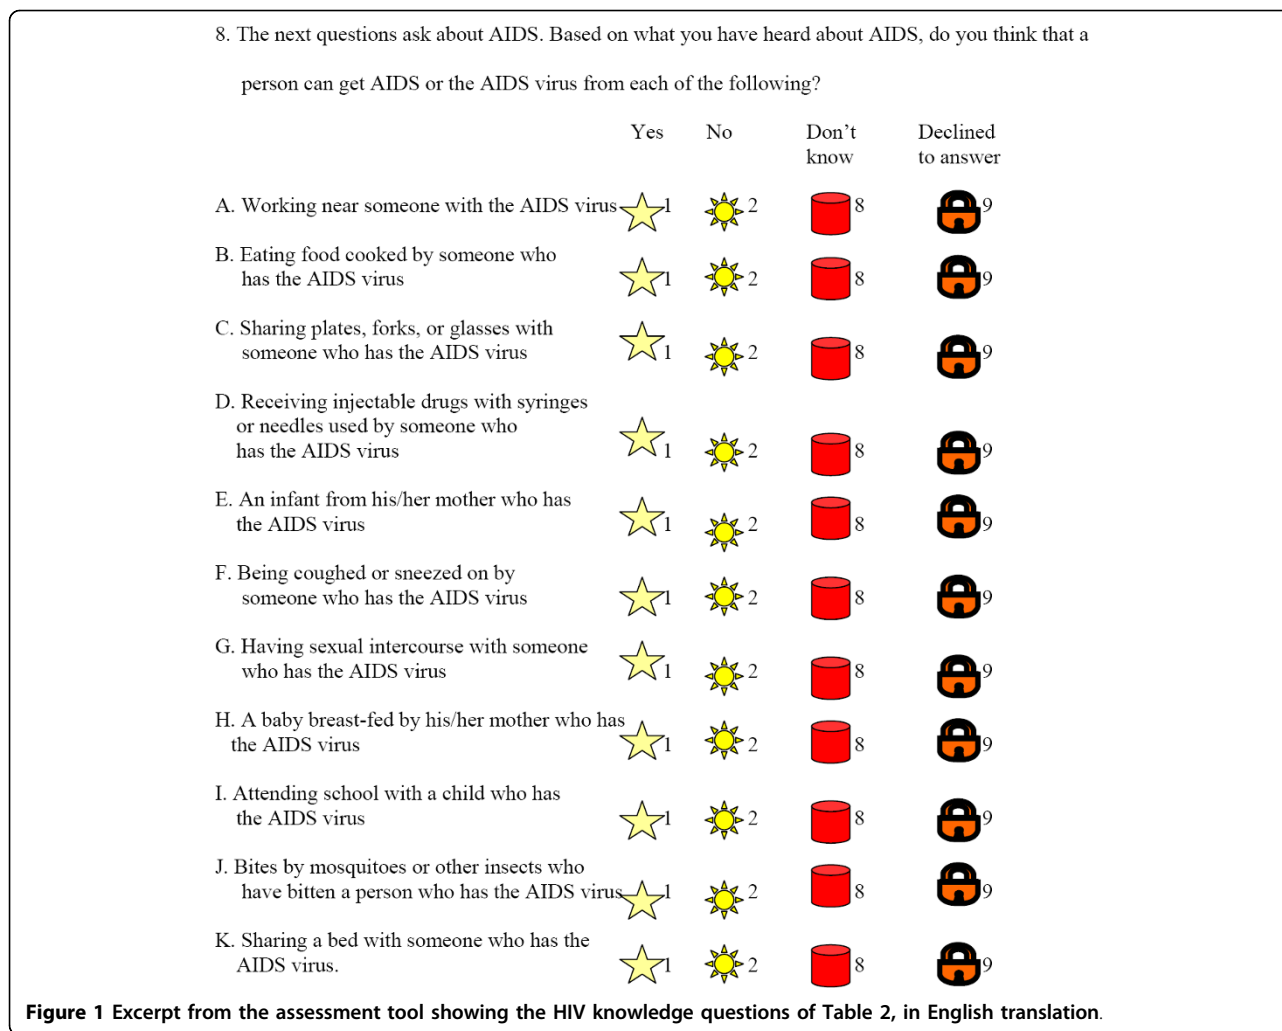 8. The next questions ask about AIDS. Based on what you have heard about AIDS, do you think that a
person can get AIDS or the AIDS virus from each of the following?
Yes No Don't know Declined to answer
A. Working near someone with the AIDS virus 1 2 8 9
B. Eating food cooked by someone who
has the AIDS virus 1 2 8 9
C. Sharing plates, forks, or glasses with
someone who has the AIDS virus 1 2 8 9
D. Receiving injectable drugs with syringes
or needles used by someone who
has the AIDS virus 1 2 8 9
E. An infant from his/her mother who has
the AIDS virus 1 2 8 9
F. Being coughed or sneezed on by
someone who has the AIDS virus 1 2 8 9
G. Having sexual intercourse with someone
who has the AIDS virus 1 2 8 9
H. A baby breast-fed by his/her mother who has
the AIDS virus 1 2 8 9
I. Attending school with a child who has
the AIDS virus 1 2 8 9
J. Bites by mosquitoes or other insects who
have bitten a person who has the AIDS virus 1 2 8 9
K. Sharing a bed with someone who has the
AIDS virus. 1 2 8 9
Figure 1 Excerpt from the assessment tool showing the HIV knowledge questions of Table 2, in English translation.